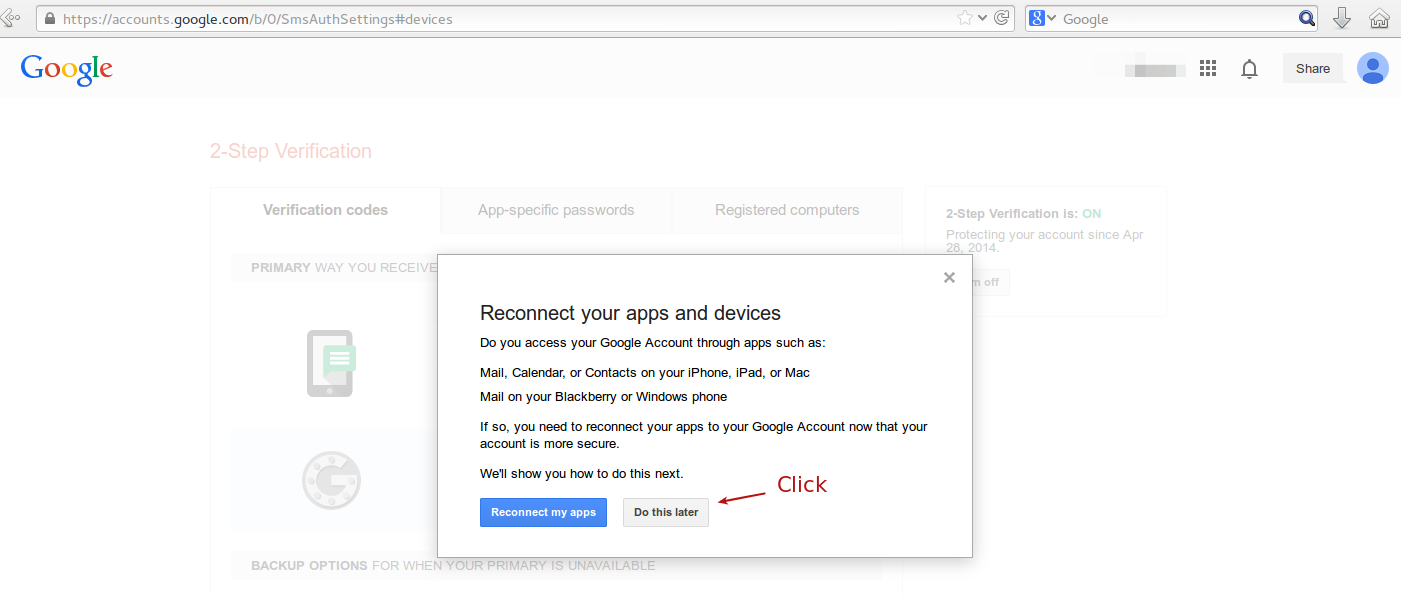 https://accounts.google.com/b/0/SmsAuthSettings#devices
8 Google
Google
Share
2-Step Verification
Verification codes App-specific passwords Registered computers
2-Step Verification is: ON
Protecting your account since Apr
28, 2014.
PRIMARY WAY YOU RECEIVE
n off
Reconnect your apps and devices
Do you access your Google Account through apps such as:
Mail, Calendar, or Contacts on your iPhone, iPad, or Mac
Mail on your Blackberry or Windows phone
If so, you need to reconnect your apps to your Google Account now that your
account is more secure.
We'll show you how to do this next.
Click
Reconnect my apps Do this later
BACKUP OPTIONS FOR WHEN YOUR PRIMARY IS UNAVAILABLE